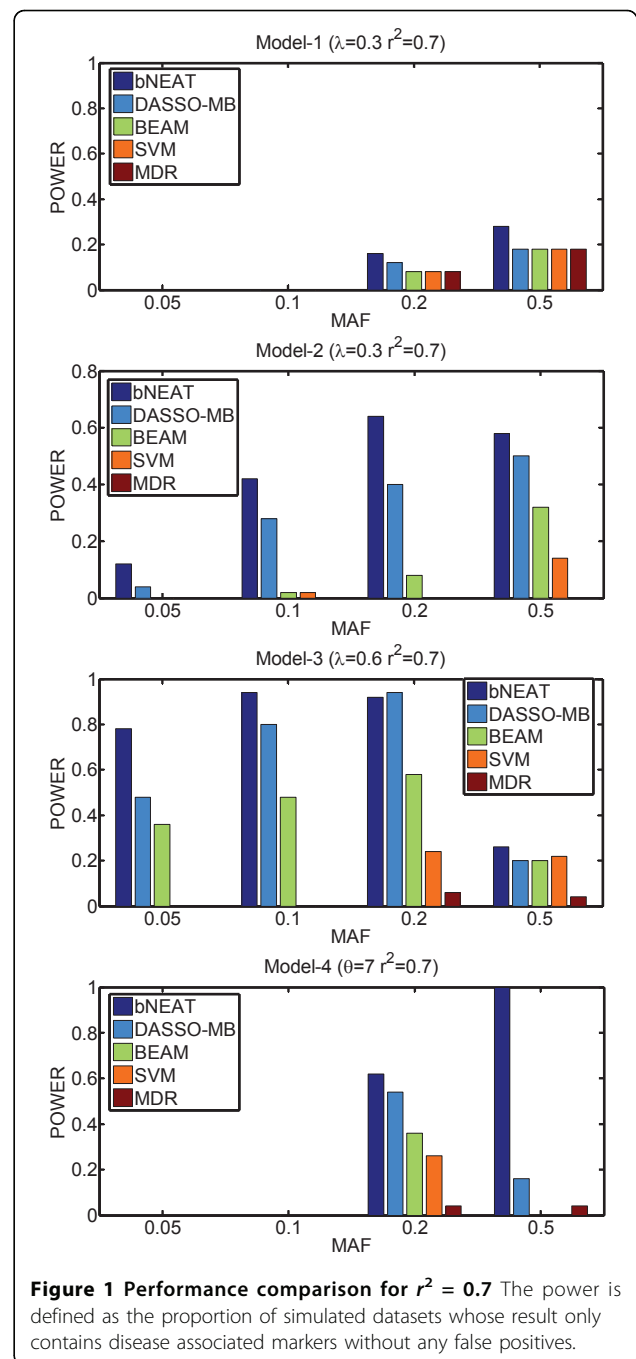 Model-1 (λ=0.3 r²=0.7)
1
0.8
0.6
0.4
0.2
0
POWER
bNEAT
DASSO-MB
BEAM
SVM
MDR
0.05 0.1 0.2 0.5
MAF
Model-2 (λ=0.3 r²=0.7)
0.8
0.6
0.4
0.2
0
POWER
bNEAT
DASSO-MB
BEAM
SVM
MDR
0.05 0.1 0.2 0.5
MAF
Model-3 (λ=0.6 r²=0.7)
1
0.8
0.6
0.4
0.2
0
POWER
bNEAT
DASSO-MB
BEAM
SVM
MDR
0.05 0.1 0.2 0.5
MAF
Model-4 (θ=7 r²=0.7)
1
0.8
0.6
0.4
0.2
0
POWER
bNEAT
DASSO-MB
BEAM
SVM
MDR
0.05 0.1 0.2 0.5
MAF
Figure 1 Performance comparison for r² = 0.7 The power is
defined as the proportion of simulated datasets whose result only
contains disease associated markers without any false positives.